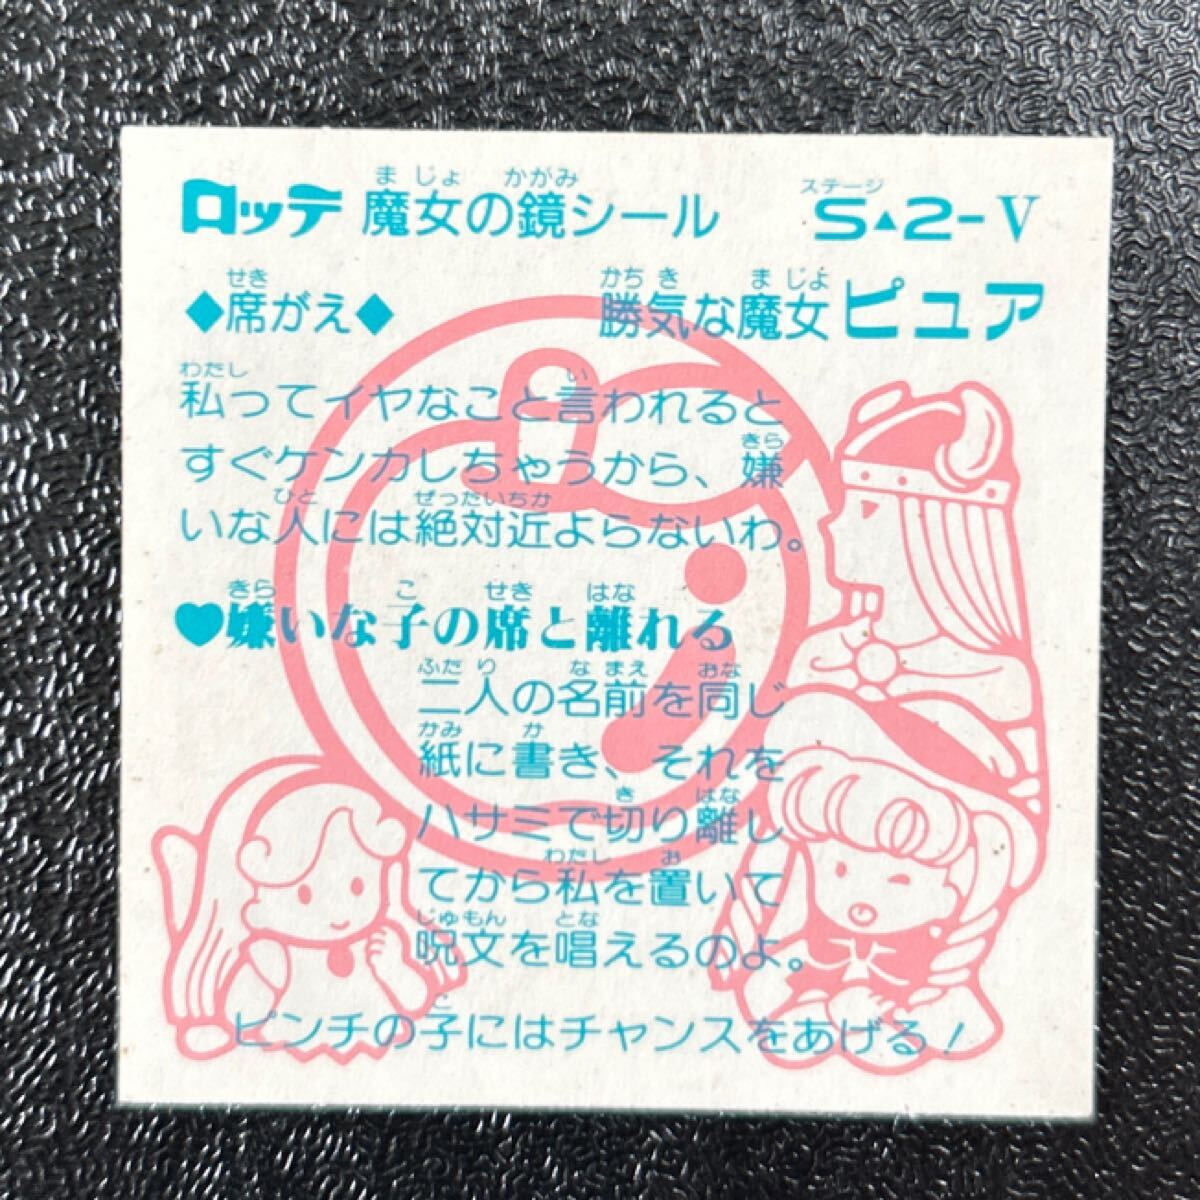 ロッテ 魔女の鏡シール S▲2-V
◆席がえ◆ 勝気な魔女ピュア
私ってイヤなこと言われると
すぐケンカしちゃうから、嫌
いな人には絶対近よらないわ。
♥嫌いな子の席と離れる
二人の名前を同じ
紙に書き、それを
ハサミで切り離し
てから私を置いて
呪文を唱えるのよ。
ピンチの子にはチャンスをあげる！